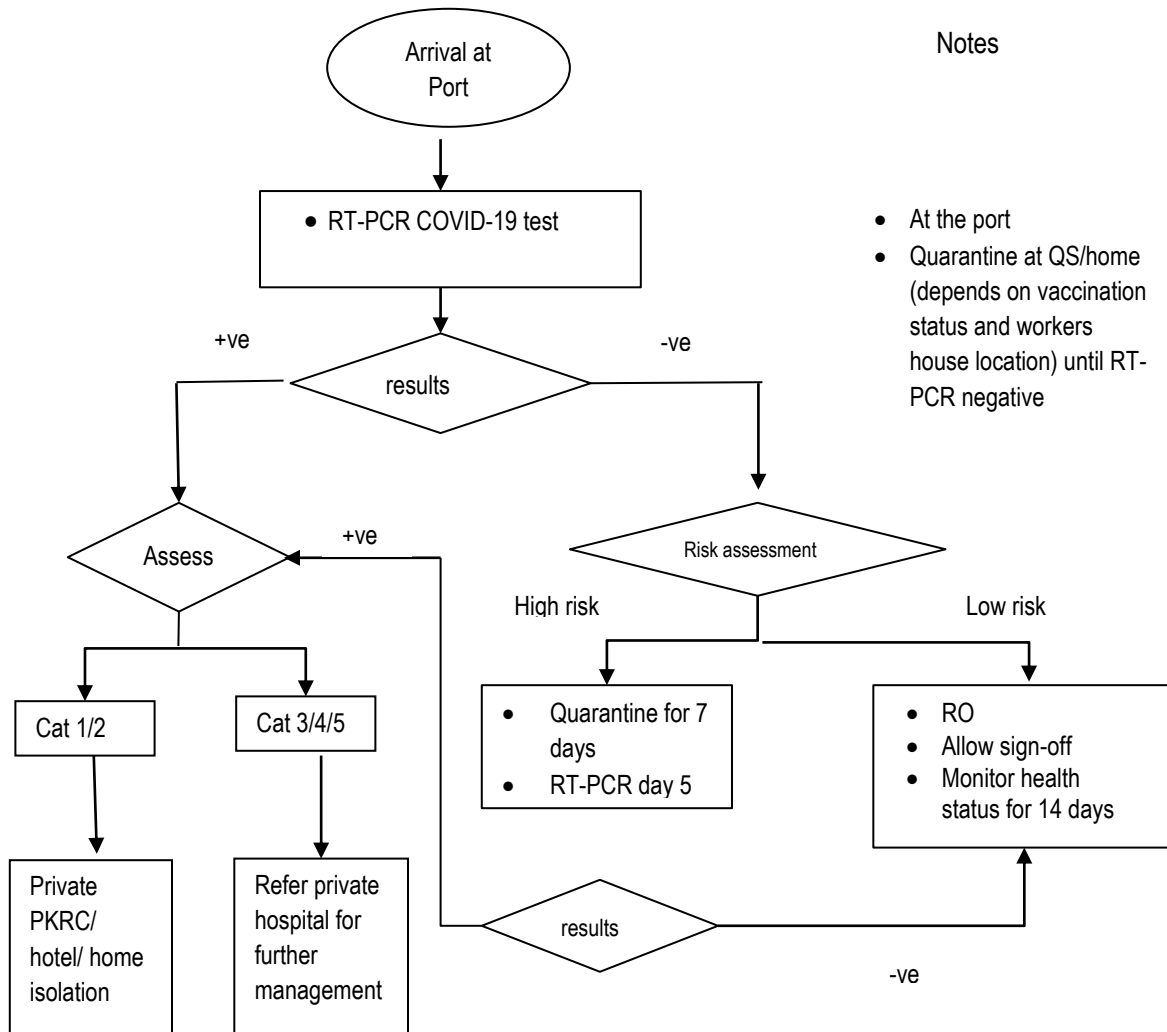 Arrival at
Port
Notes
• RT-PCR COVID-19 test
• At the port
• Quarantine at QS/home
(depends on vaccination
status and workers
house location) until RT-
PCR negative
+ve
-ve
results
Assess
+ve
Risk assessment
High risk
Low risk
Cat 1/2
Cat 3/4/5
• Quarantine for 7
days
• RT-PCR day 5
• RO
• Allow sign-off
• Monitor health
status for 14 days
Private
PKRC/
hotel/ home
isolation
Refer private
hospital for
further
management
results
-ve